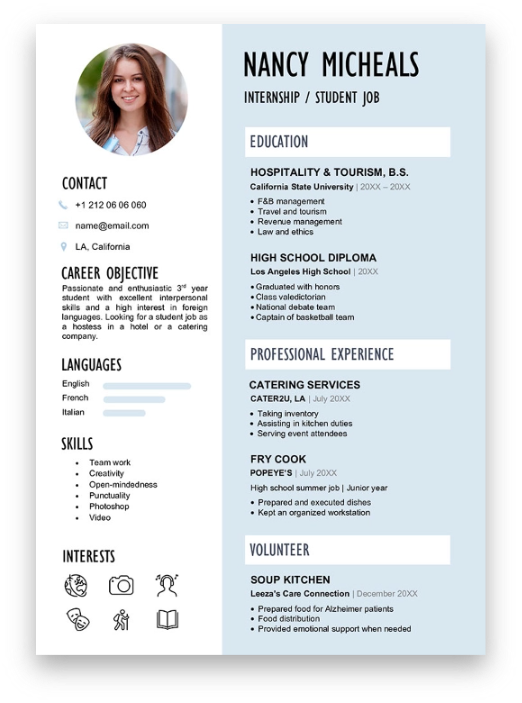 NANCY MICHEALS
INTERNSHIP / STUDENT JOB
CONTACT
+1 212 06 06 060
name@email.com
LA, California
CAREER OBJECTIVE
Passionate and enthusiastic 3rd year
student with excellent interpersonal
skills and a high interest in foreign
languages. Looking for a student job as
a hostess in a hotel or a catering
company.
LANGUAGES
English
French
Italian
SKILLS
• Team work
• Creativity
• Open-mindedness
• Punctuality
• Photoshop
• Video
INTERESTS
EDUCATION
HOSPITALITY & TOURISM, B.S.
California State University | 20XX – 20XX
• F&B management
• Travel and tourism
• Revenue management
• Law and ethics
HIGH SCHOOL DIPLOMA
Los Angeles High School | 20XX
• Graduated with honors
• Class valedictorian
• National debate team
• Captain of basketball team
PROFESSIONAL EXPERIENCE
CATERING SERVICES
CATER2U, LA | July 20XX
• Taking inventory
• Assisting in kitchen duties
• Serving event attendees
FRY COOK
POPEYE'S | July 20XX
High school summer job | Junior year
• Prepared and executed dishes
• Kept an organized workstation
VOLUNTEER
SOUP KITCHEN
Leeza's Care Connection | December 20XX
• Prepared food for Alzheimer patients
• Food distribution
• Provided emotional support when needed